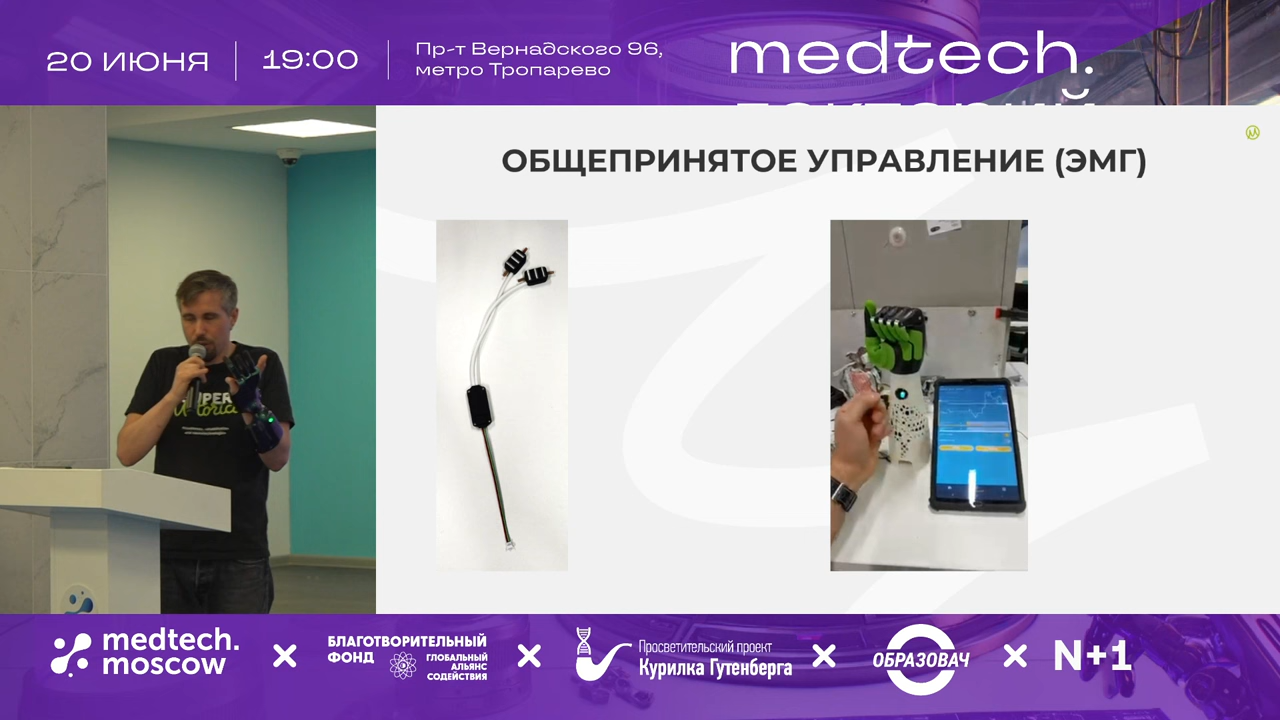 20 ИЮНЯ
19:00
Пр-т Вернадского 96,
метро Тропарево
medtech.
ОБЩЕПРИНЯТОЕ УПРАВЛЕНИЕ (ЭМГ)
medtech.
moscow
БЛАГОТВОРИТЕЛЬНЫЙ
ФОНД
ГЛОБАЛЬНЫЙ
АЛЬЯНС
СОДЕЙСТВИЯ
Просветительский проект
Курилка Гутенберга
ОБРАЗОВАЧ
N+1